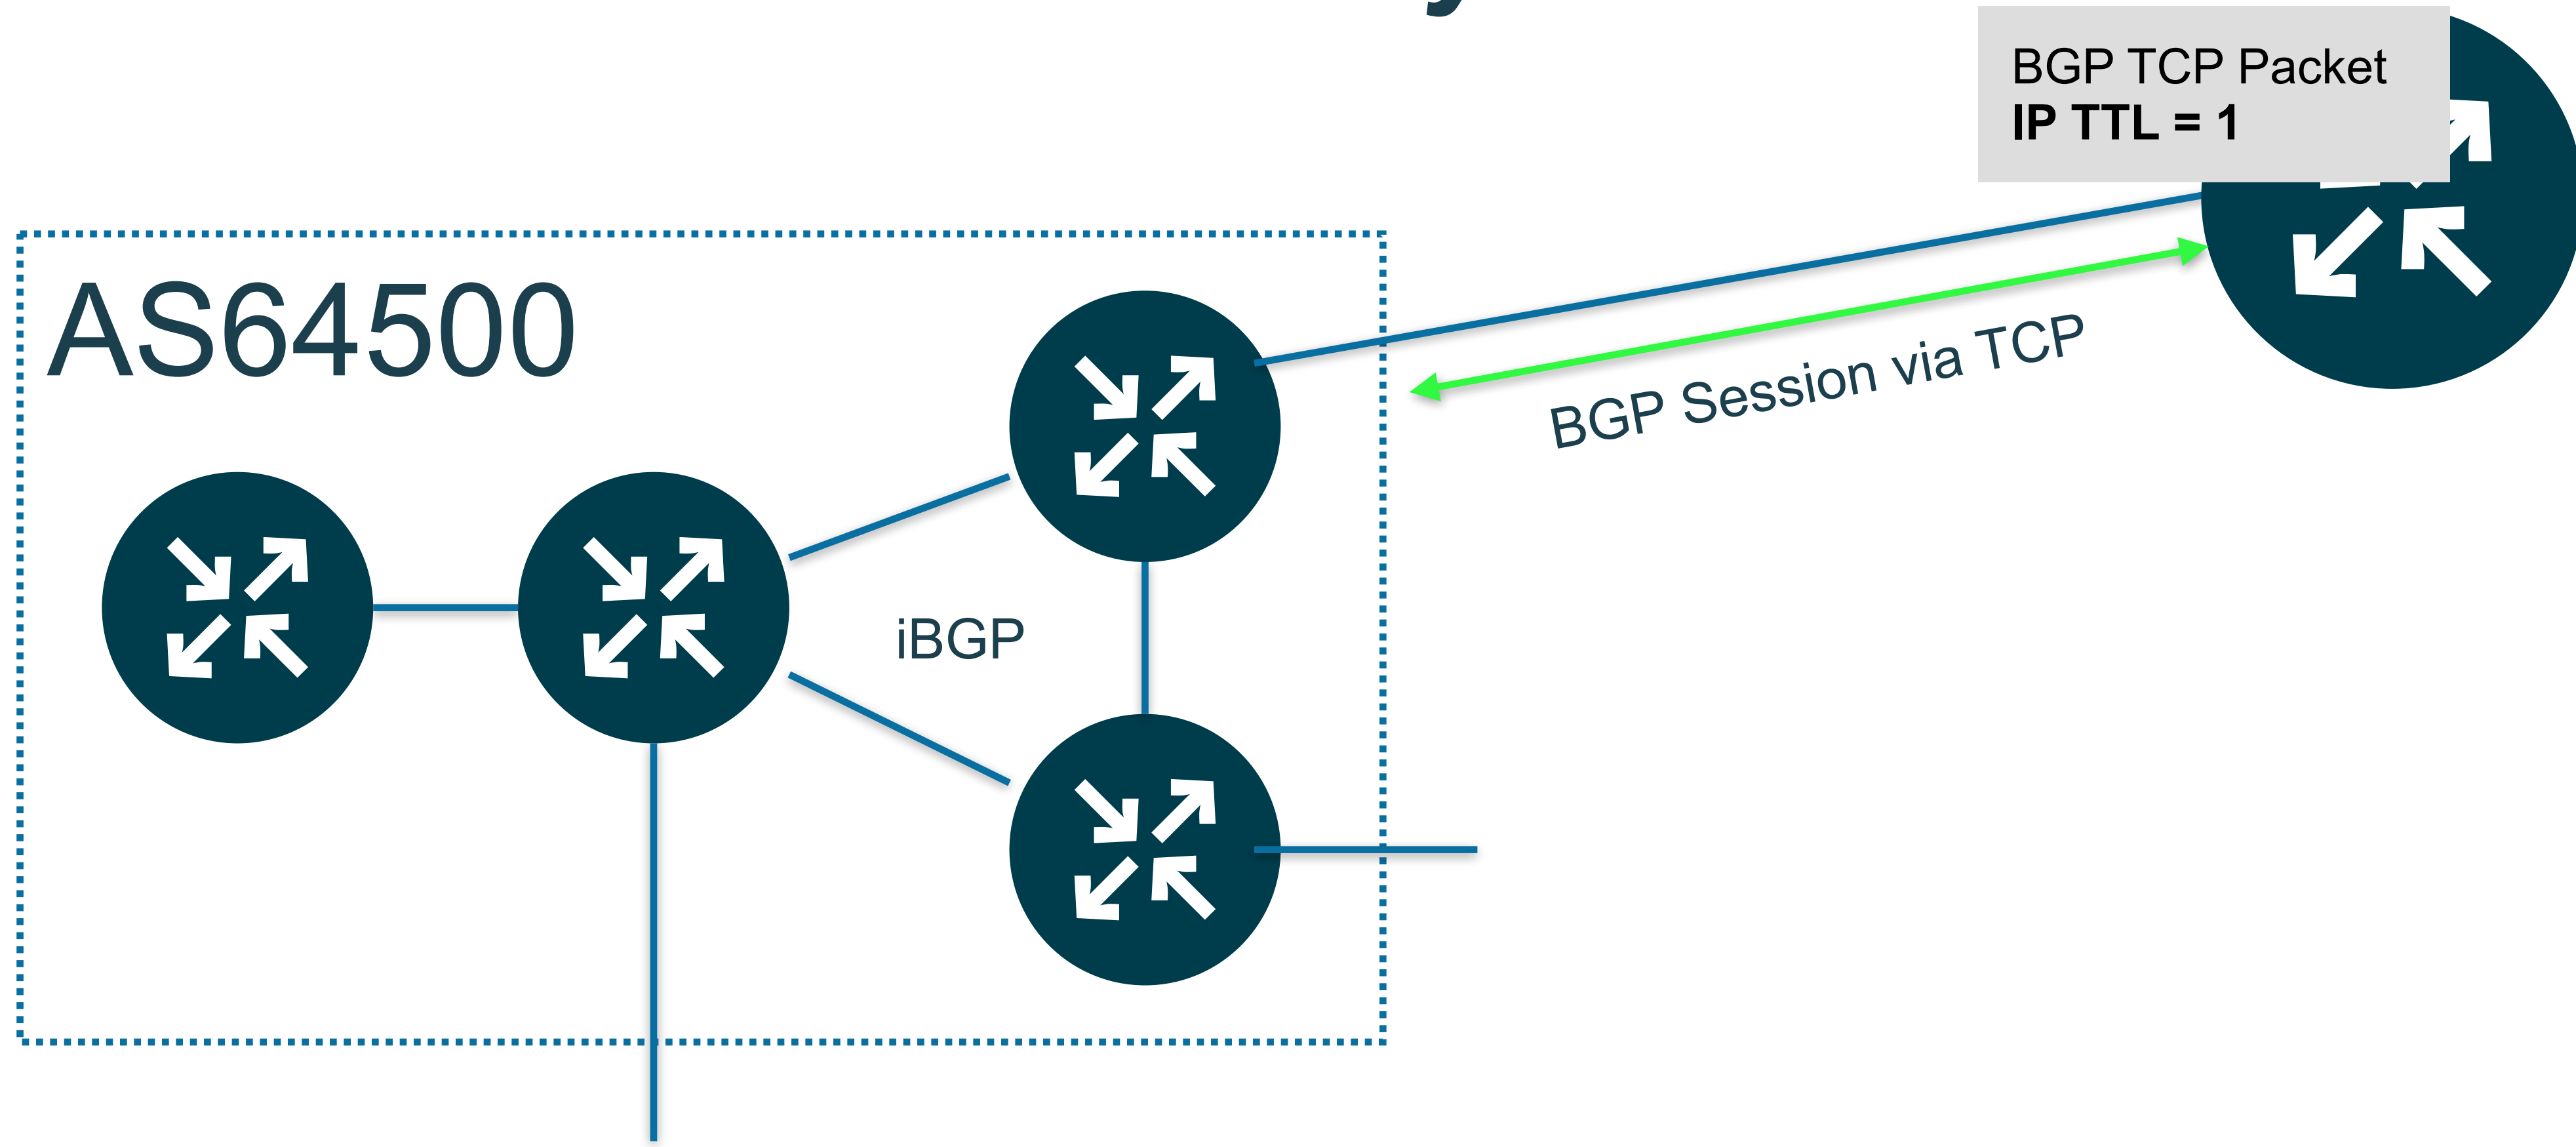 BGP TCP Packet
IP TTL = 1
AS64500
BGP Session via TCP
iBGP